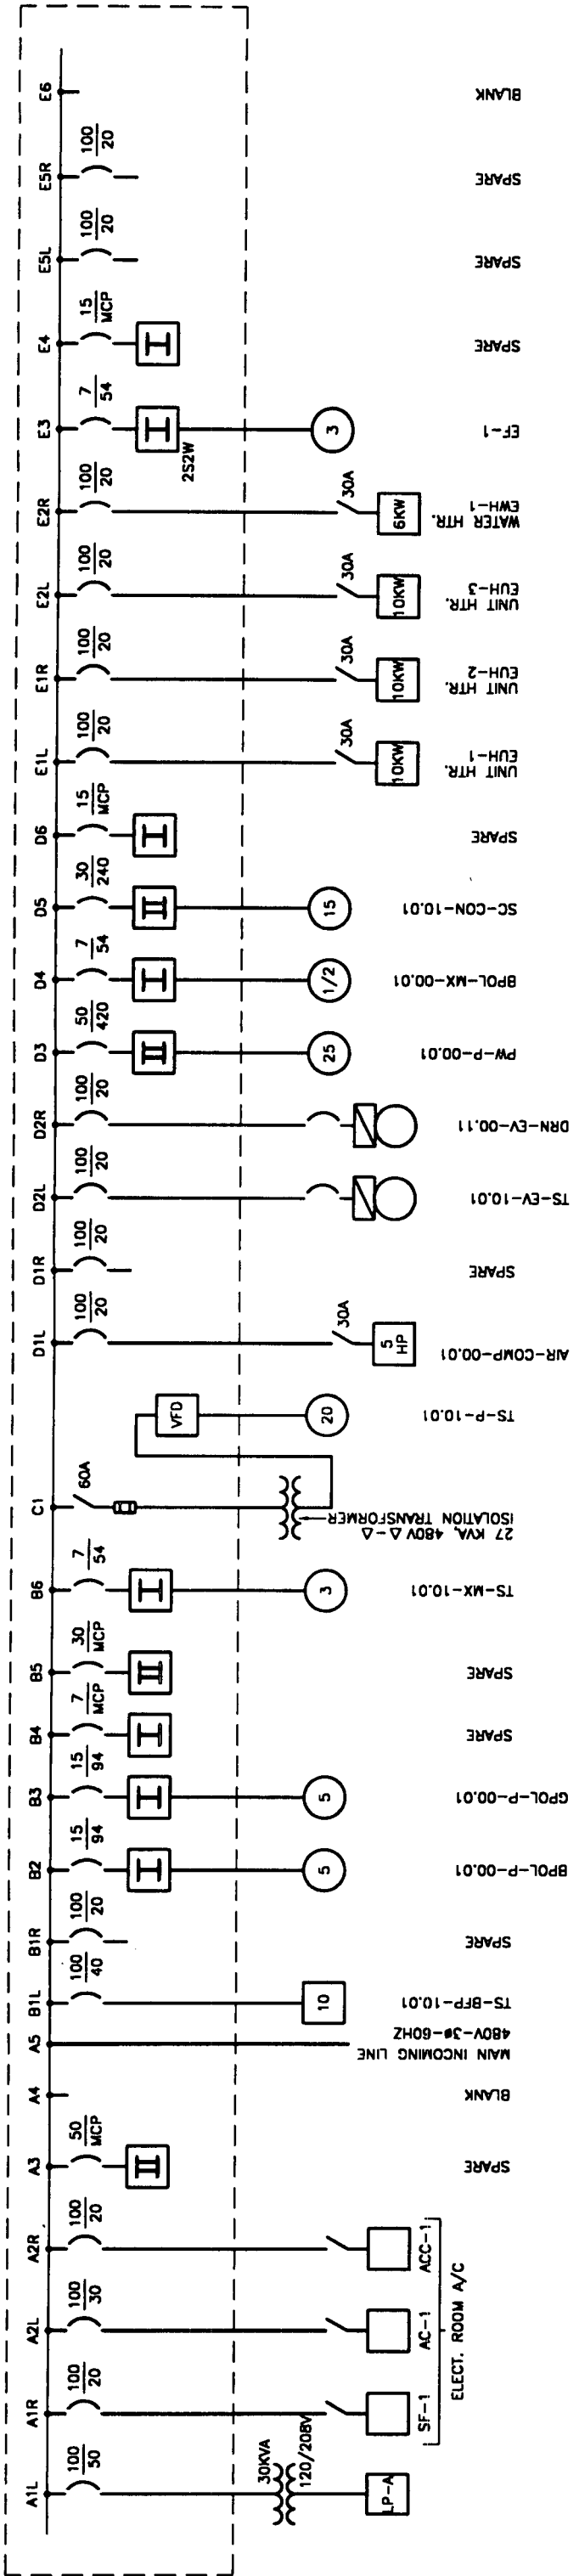 A1L
100
50
30KVA
120/208V
LP-A
A1R
100
20
SF-1
A2L
100
30
AC-1
A2R
100
20
ACC-1
ELECT. ROOM A/C
A3
50
MCP
SPARE
A4
BLANK
A5
MAIN INCOMING LINE
480V-3ø-60HZ
B1L
100
40
10
TS-BFP-10.01
B1R
100
20
SPARE
B2
15
94
5
BPOL-P-00.01
B3
15
94
5
GPOL-P-00.01
B4
7
MCP
SPARE
B5
30
MCP
SPARE
B6
7
54
3
TS-MX-10.01
C1
60A
27 KVA, 480V Δ-Δ
ISOLATION TRANSFORMER
VFD
20
TS-P-10.01
D1L
100
20
30A
5
HP
AIR-COMP-00.01
D1R
100
20
SPARE
D2L
100
20
TS-EV-10.01
D2R
100
20
DRN-EV-00.11
D3
50
420
25
PW-P-00.01
D4
7
54
1/2
BPOL-MX-00.01
D5
30
240
15
SC-CON-10.01
D6
15
MCP
SPARE
E1L
100
20
30A
10KW
UNIT HTR.
EUH-1
E1R
100
20
30A
10KW
UNIT HTR.
EUH-2
E2L
100
20
30A
10KW
UNIT HTR.
EUH-3
E2R
100
20
30A
6KW
WATER HTR.
EWH-1
E3
7
54
2S2W
3
EF-1
E4
15
MCP
SPARE
E5L
100
20
SPARE
E5R
100
20
SPARE
E6
BLANK